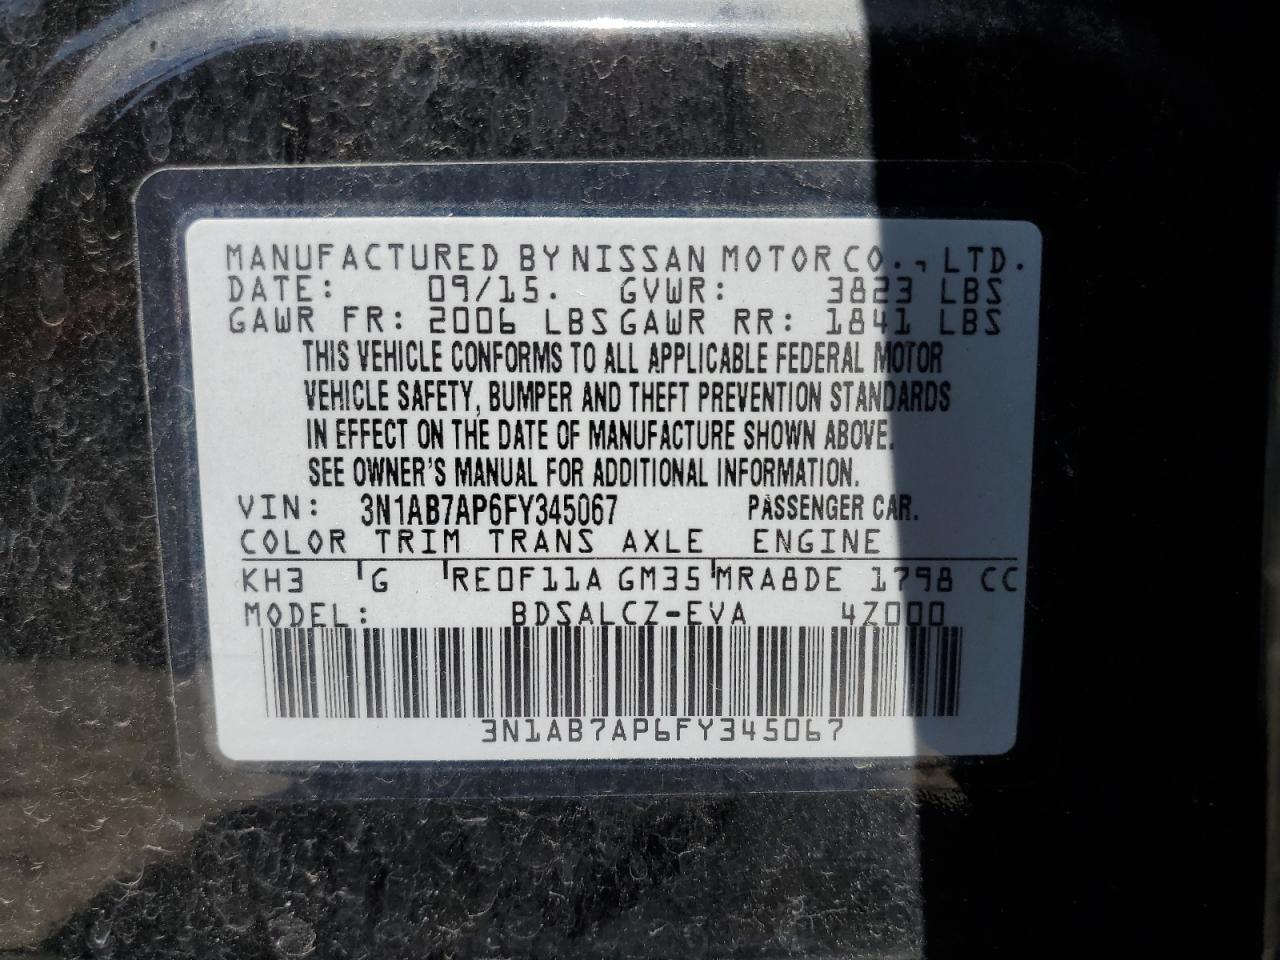 MANUFACTURED BY NISSAN MOTOR CO., LTD.
DATE: 09/15. GVWR: 3823 LBS
GAWR FR: 2006 LBS GAWR RR: 1841 LBS
THIS VEHICLE CONFORMS TO ALL APPLICABLE FEDERAL MOTOR
VEHICLE SAFETY, BUMPER AND THEFT PREVENTION STANDARDS
IN EFFECT ON THE DATE OF MANUFACTURE SHOWN ABOVE.
SEE OWNER'S MANUAL FOR ADDITIONAL INFORMATION.
VIN: 3N1AB7AP6FY345067 PASSENGER CAR.
COLOR TRIM TRANS AXLE ENGINE
KH3 G RE0F11A GM35 MRA8DE 1798 CC
MODEL: BDSALCZ-EVA 4Z000
3N1AB7AP6FY345067